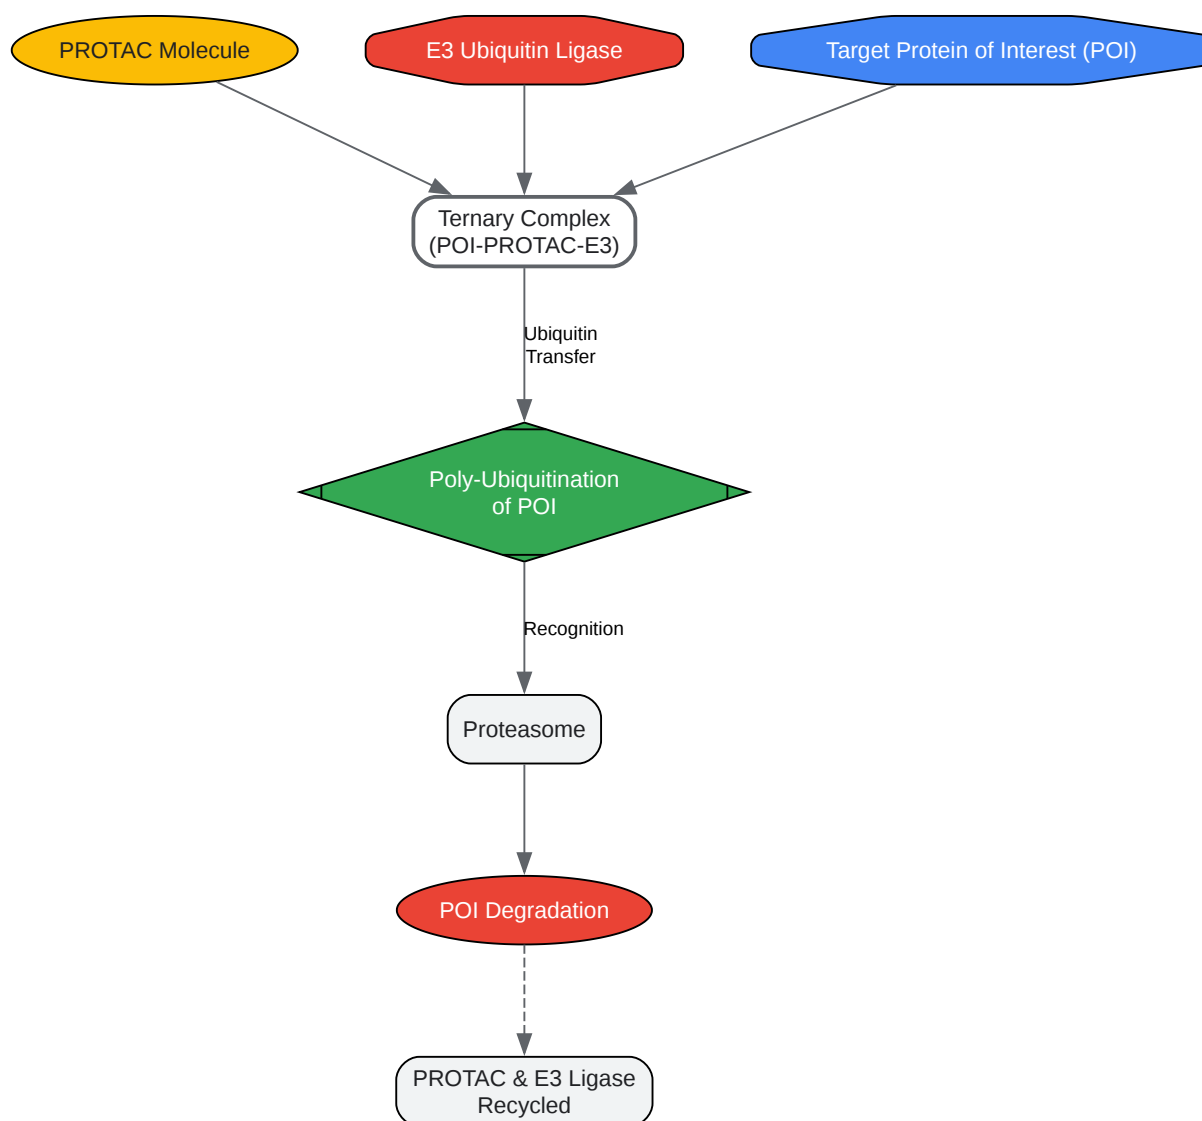 PROTAC Molecule
E3 Ubiquitin Ligase
Target Protein of Interest (POI)
Ternary Complex
(POI-PROTAC-E3)
Ubiquitin
Transfer
Poly-Ubiquitination
of POI
Recognition
Proteasome
POI Degradation
PROTAC & E3 Ligase
Recycled